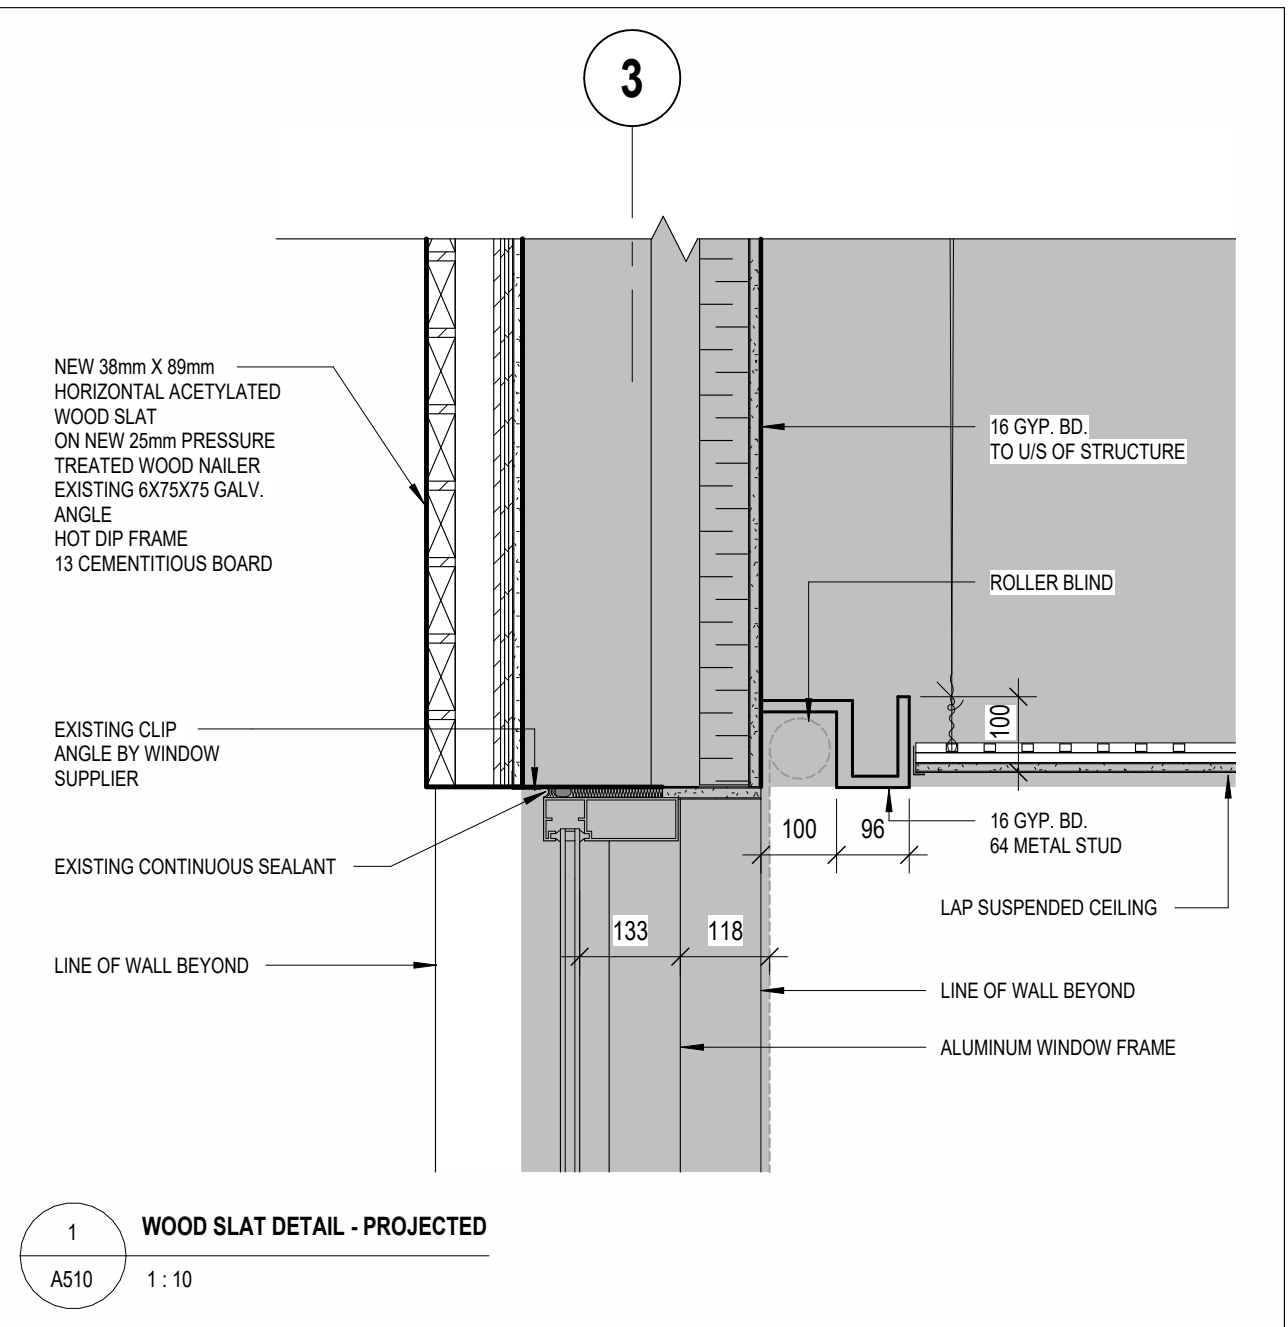 3
NEW 38mm X 89mm
HORIZONTAL ACETYLATED
WOOD SLAT
ON NEW 25mm PRESSURE
TREATED WOOD NAILER
EXISTING 6X75X75 GALV.
ANGLE
HOT DIP FRAME
13 CEMENTITIOUS BOARD
16 GYP. BD.
TO U/S OF STRUCTURE
ROLLER BLIND
100
EXISTING CLIP
ANGLE BY WINDOW
SUPPLIER
100
96
16 GYP. BD.
64 METAL STUD
EXISTING CONTINUOUS SEALANT
LAP SUSPENDED CEILING
133
118
LINE OF WALL BEYOND
LINE OF WALL BEYOND
ALUMINUM WINDOW FRAME
1
WOOD SLAT DETAIL - PROJECTED
A510
1 : 10